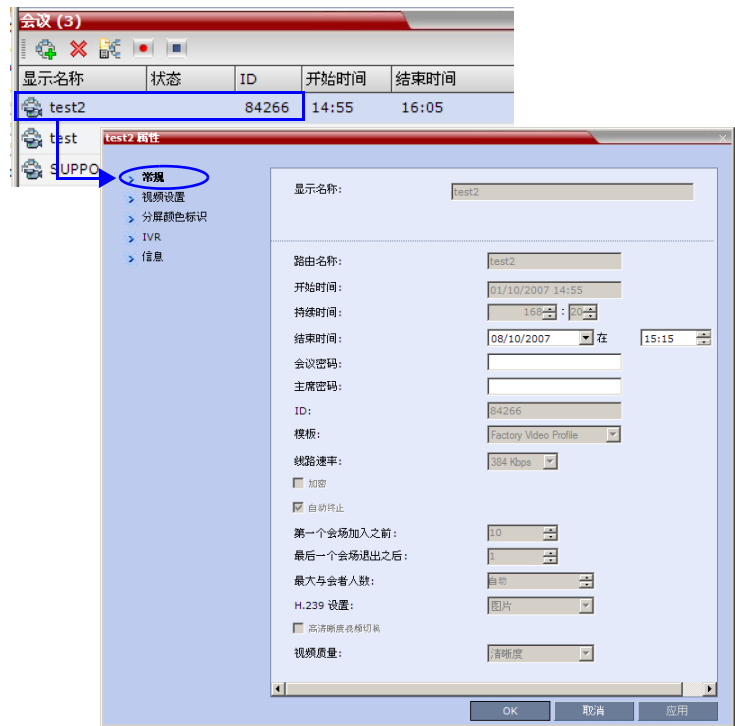 会议 (3)
显示名称 状态 ID 开始时间 结束时间
test2 84266 14:55 16:05
test
SUPPO
test2 属性
常规
视频设置
分屏颜色标识
IVR
信息
显示名称: test2
路由名称: test2
开始时间: 01/10/2007 14:55
持续时间: 168 : 20
结束时间: 08/10/2007 在 15:15
会议密码:
主席密码:
ID: 84266
模板: Factory Video Profile
线路速率: 384 Kbps
加密
自动终止
第一个会场加入之前: 10
最后一个会场退出之后: 1
最大与会者人数: 自动
H.239 设置: 图片
高清晰度视频切换
视频质量: 清晰度
OK 取消 应用